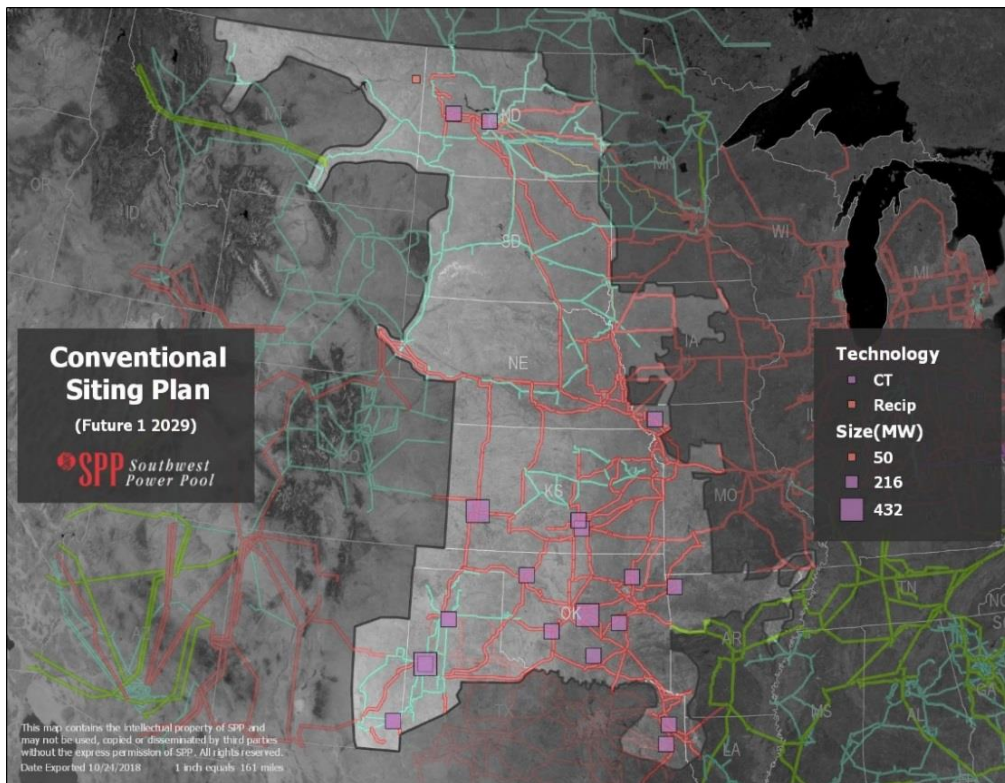 ND
MI
OR
ID
SD
WI
MI
IA
NE
Conventional
Siting Plan
(Future 1 2029)
SPP Southwest
Power Pool
Technology
CT
Recip
Size(MW)
50
216
432
KS
MO
OK
AR
TN
MS
AL
GA
LA
This map contains the intellectual property of SPP and
may not be used, copied or disseminated by third parties
without the express permission of SPP. All rights reserved.
Date Exported 10/24/2018 1 inch equals 161 miles